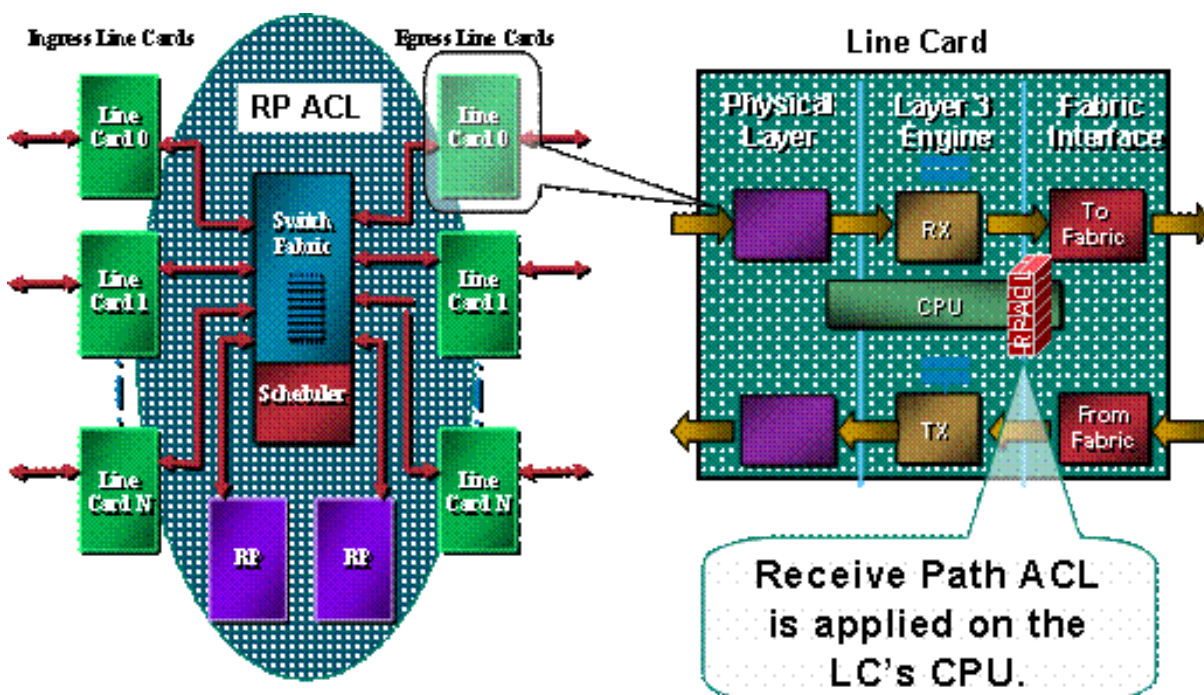 Ingress Line Cards
Egress Line Cards
RP ACL
Line
Card 0
Line
Card 1
Line
Card N
Switch
Fabric
Scheduler
Line
Card 0
Line
Card 1
Line
Card N
RP
RP
Line Card
Physical
Layer
Layer 3
Engine
Fabric
Interface
RX
To
Fabric
CPU
RPACL
TX
From
Fabric
Receive Path ACL
is applied on the
LC's CPU.